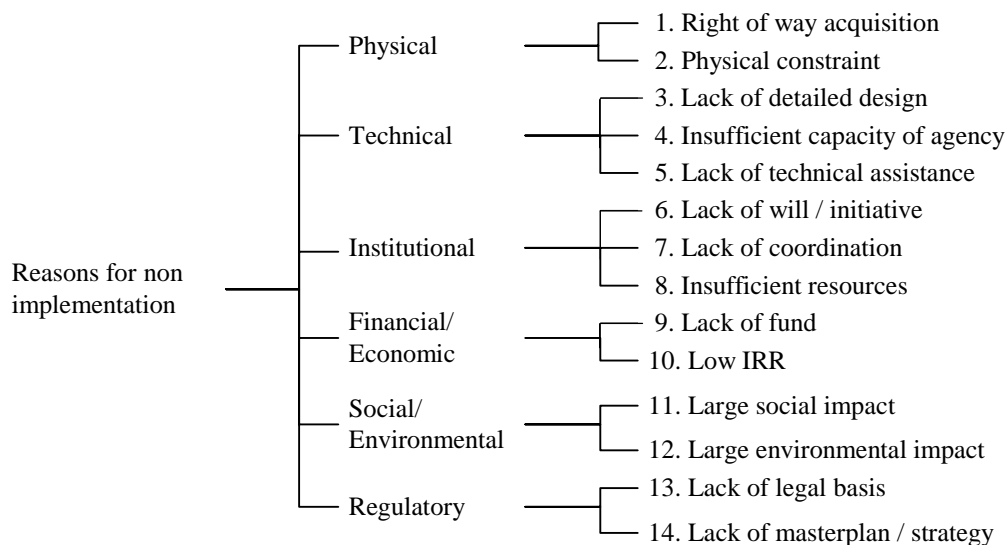 Reasons for non
implementation
Physical
1. Right of way acquisition
2. Physical constraint
Technical
3. Lack of detailed design
4. Insufficient capacity of agency
5. Lack of technical assistance
Institutional
6. Lack of will / initiative
7. Lack of coordination
8. Insufficient resources
Financial/
Economic
9. Lack of fund
10. Low IRR
Social/
Environmental
11. Large social impact
12. Large environmental impact
Regulatory
13. Lack of legal basis
14. Lack of masterplan / strategy